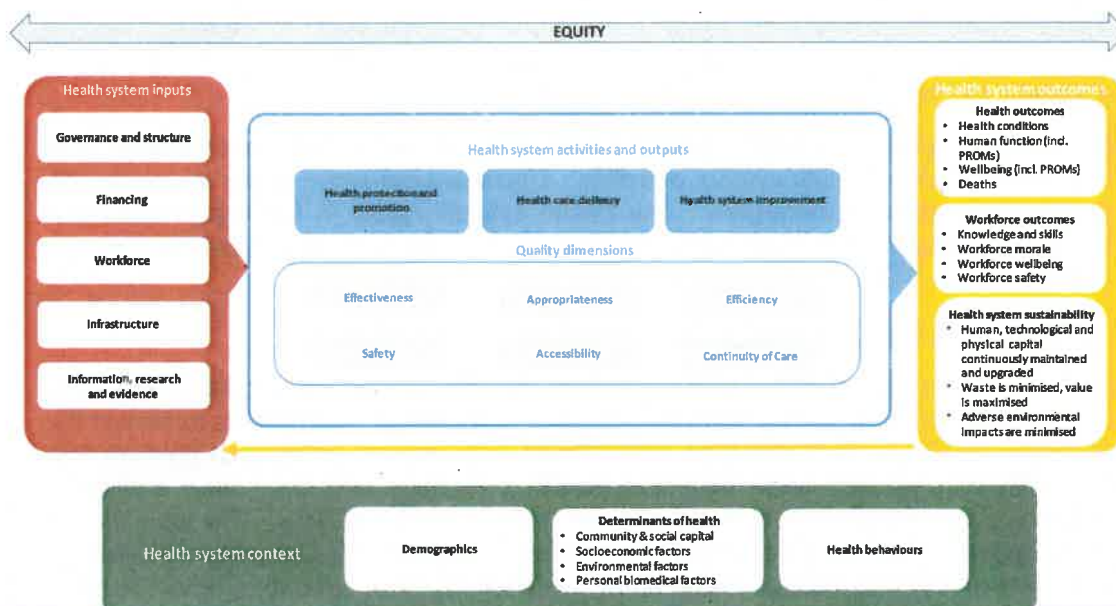 EQUITY
Health system inputs
Governance and structure
Financing
Workforce
Infrastructure
Information, research
and evidence
Health system activities and outputs
Health protection and
promotion
Health care delivery
Health system improvement
Quality dimensions
Effectiveness
Appropriateness
Efficiency
Safety
Accessibility
Continuity of Care
Health system outcomes
Health outcomes
• Health conditions
• Human function (incl.
PROMs)
• Wellbeing (incl. PROMs)
• Deaths
Workforce outcomes
• Knowledge and skills
• Workforce morale
• Workforce wellbeing
• Workforce safety
Health system sustainability
• Human, technological and
physical capital
continuously maintained
and upgraded
• Waste is minimised, value
is maximised
• Adverse environmental
impacts are minimised
Health system context
Demographics
Determinants of health
• Community & social capital
• Socioeconomic factors
• Environmental factors
• Personal biomedical factors
Health behaviours